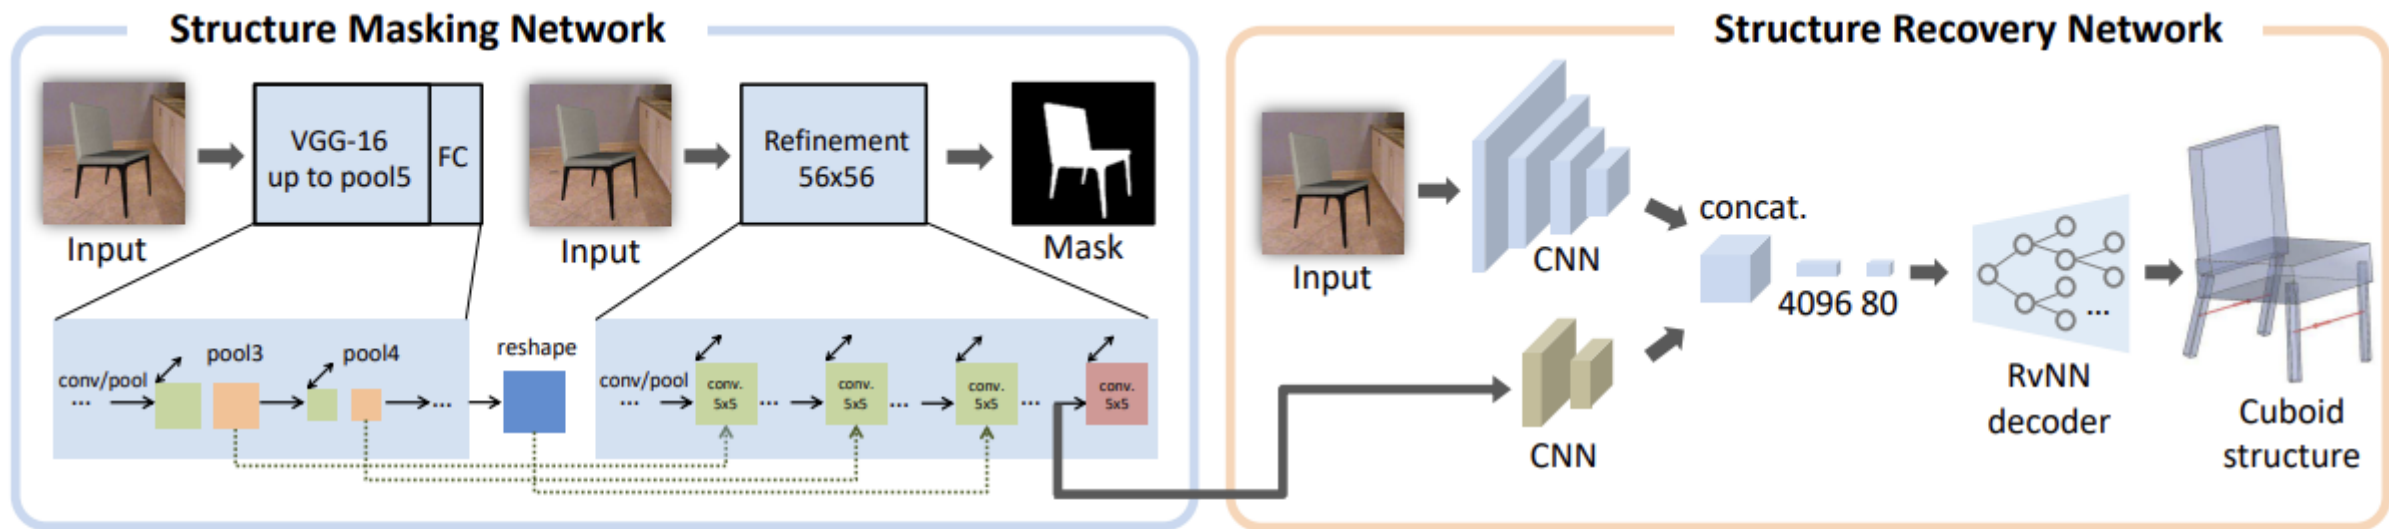 Structure Masking Network
Input
VGG-16
up to pool5
FC
Input
Refinement
56x56
Mask
conv/pool
...
pool3
pool4
...
reshape
conv/pool
...
conv.
5x5
...
conv.
5x5
...
conv.
5x5
...
conv.
5x5
Structure Recovery Network
Input
CNN
CNN
concat.
4096 80
...
RvNN
decoder
Cuboid
structure